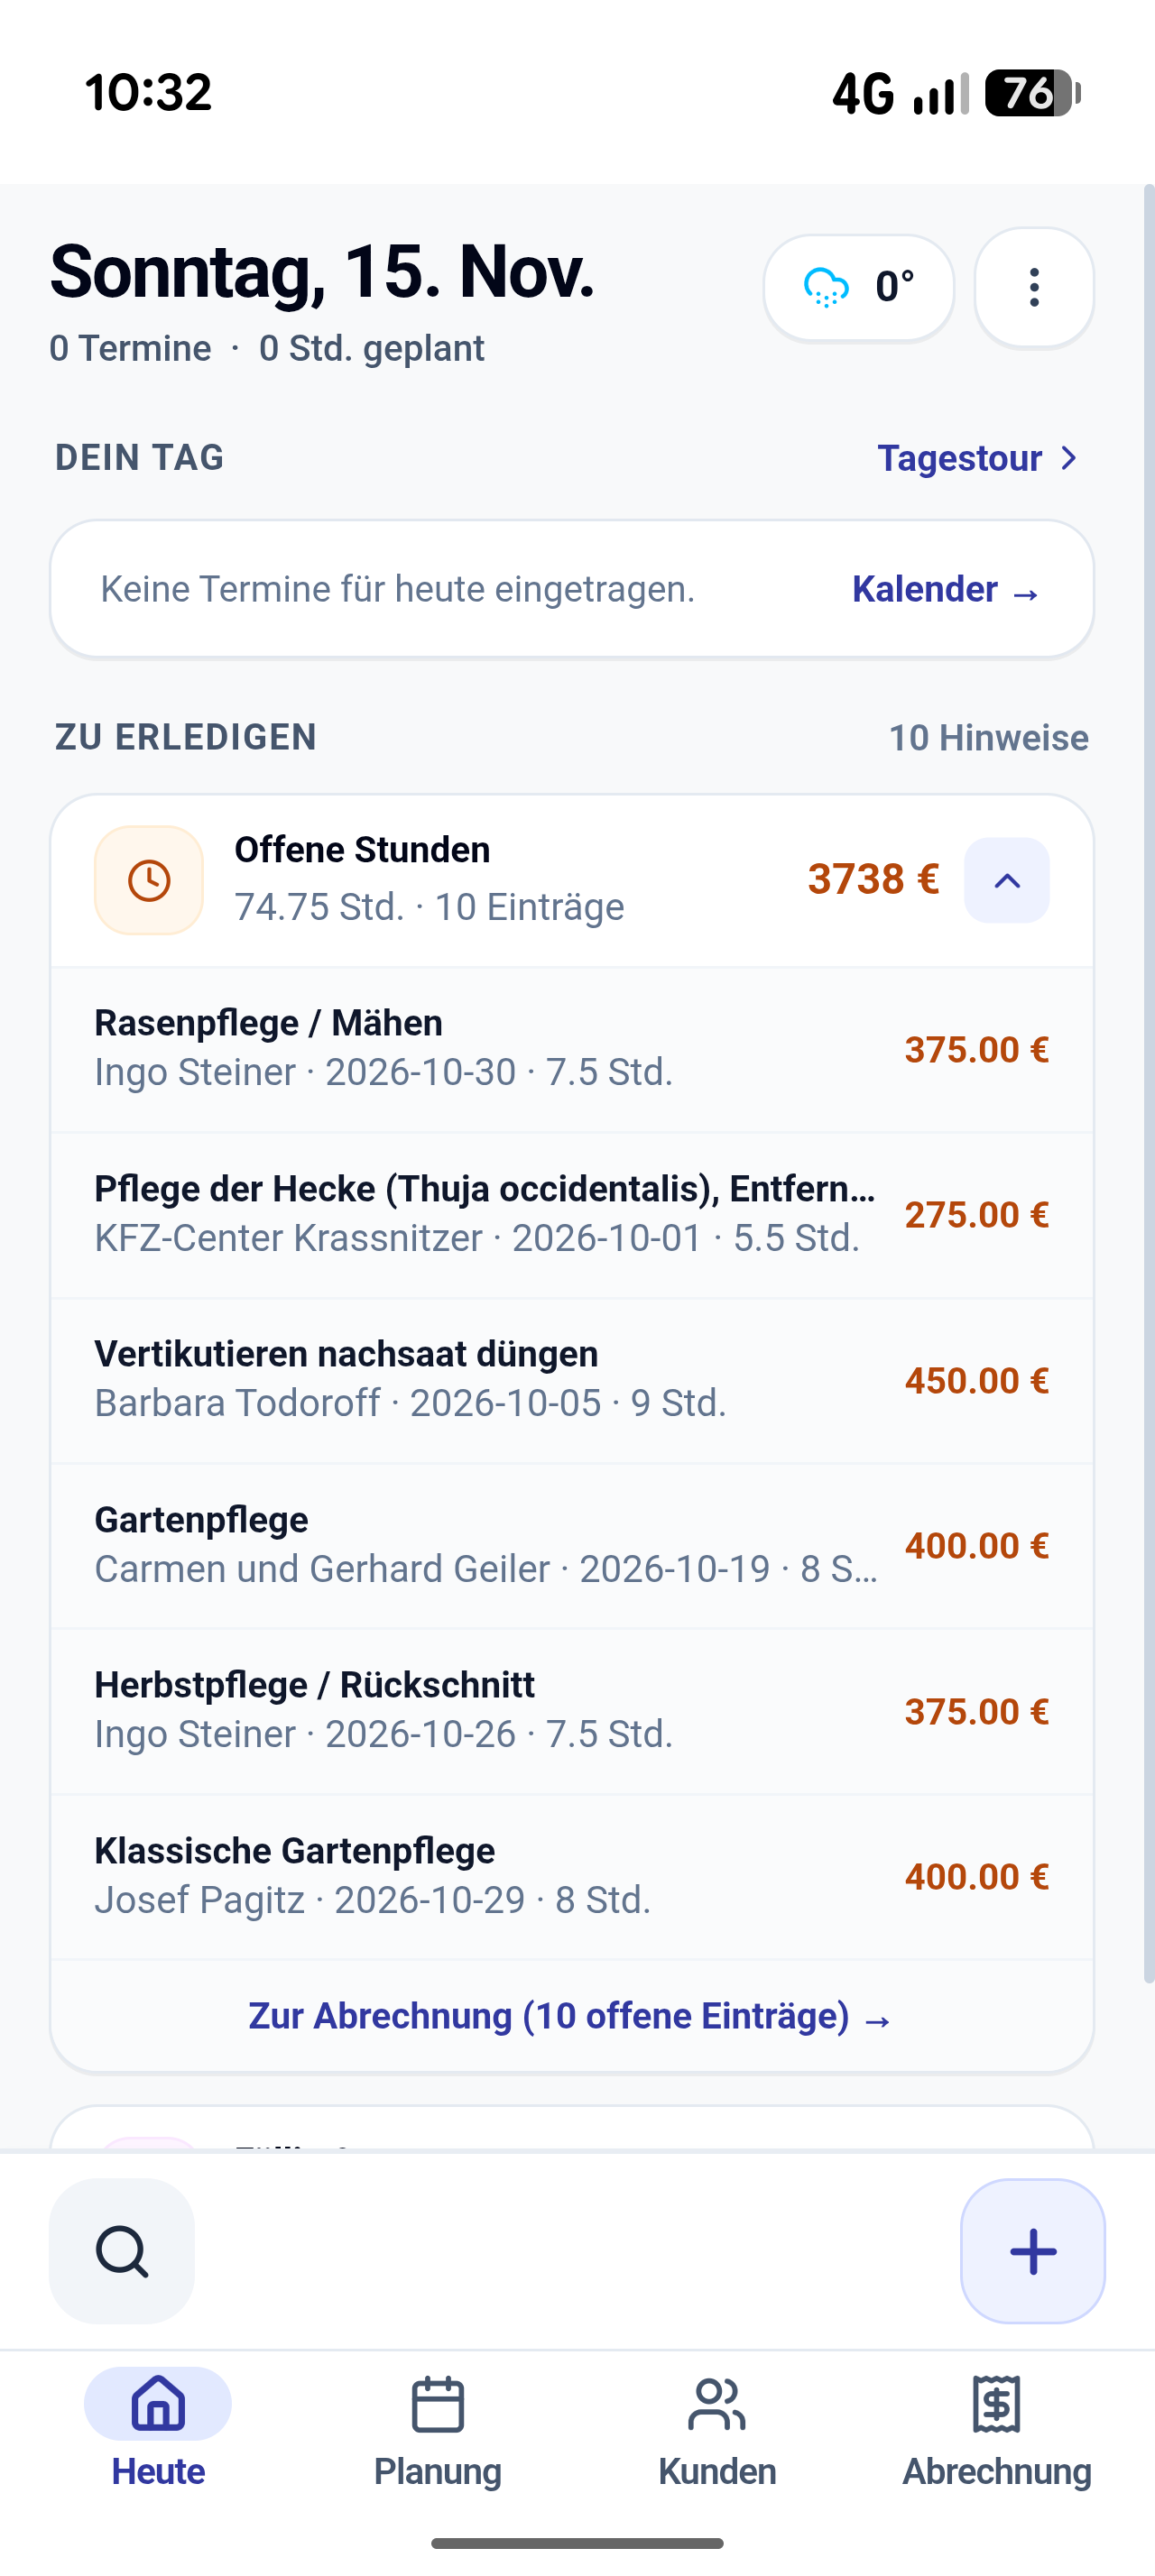 10:32
4G
76
Sonntag, 15. Nov.
0°
0 Termine · 0 Std. geplant
DEIN TAG
Tagestour
Keine Termine für heute eingetragen.
Kalender →
ZU ERLEDIGEN
10 Hinweise
Offene Stunden
74.75 Std. · 10 Einträge
3738 €
Rasenpflege / Mähen
Ingo Steiner · 2026-10-30 · 7.5 Std.
375.00 €
Pflege der Hecke (Thuja occidentalis), Entfern…
KFZ-Center Krassnitzer · 2026-10-01 · 5.5 Std.
275.00 €
Vertikutieren nachsaat düngen
Barbara Todoroff · 2026-10-05 · 9 Std.
450.00 €
Gartenpflege
Carmen und Gerhard Geiler · 2026-10-19 · 8 S…
400.00 €
Herbstpflege / Rückschnitt
Ingo Steiner · 2026-10-26 · 7.5 Std.
375.00 €
Klassische Gartenpflege
Josef Pagitz · 2026-10-29 · 8 Std.
400.00 €
Zur Abrechnung (10 offene Einträge) →
Heute
Planung
Kunden
Abrechnung